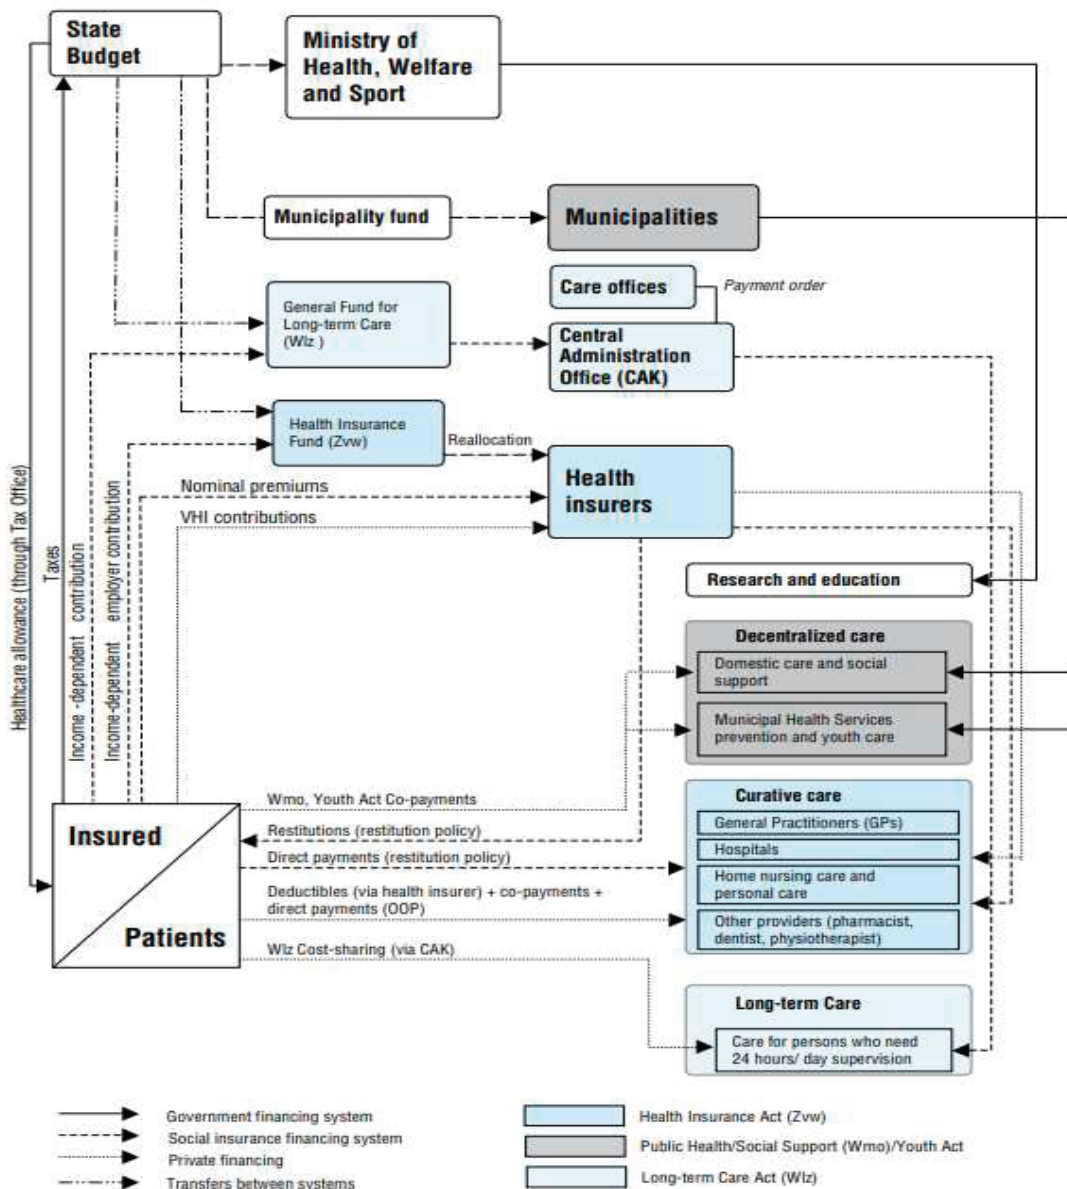 State
Budget
Ministry of
Health, Welfare
and Sport
Municipality fund
Municipalities
Care offices
Payment order
General Fund for
Long-term Care
(Wlz )
Central
Administration
Office (CAK)
Health Insurance
Fund (Zvw)
Reallocation
Health
insurers
Nominal premiums
VHI contributions
Healthcare allowance (through Tax Office)
Taxes
Income -dependent contribution
Income-dependent employer contribution
Research and education
Decentralized care
Domestic care and social
support
Municipal Health Services
prevention and youth care
Insured
Patients
Wmo, Youth Act Co-payments
Restitutions (restitution policy)
Direct payments (restitution policy)
Deductibles (via health insurer) + co-payments +
direct payments (OOP)
Wlz Cost-sharing (via CAK)
Curative care
General Practitioners (GPs)
Hospitals
Home nursing care and
personal care
Other providers (pharmacist,
dentist, physiotherapist)
Long-term Care
Care for persons who need
24 hours/ day supervision
Government financing system
Social insurance financing system
Private financing
Transfers between systems
Health Insurance Act (Zvw)
Public Health/Social Support (Wmo)/Youth Act
Long-term Care Act (Wlz)